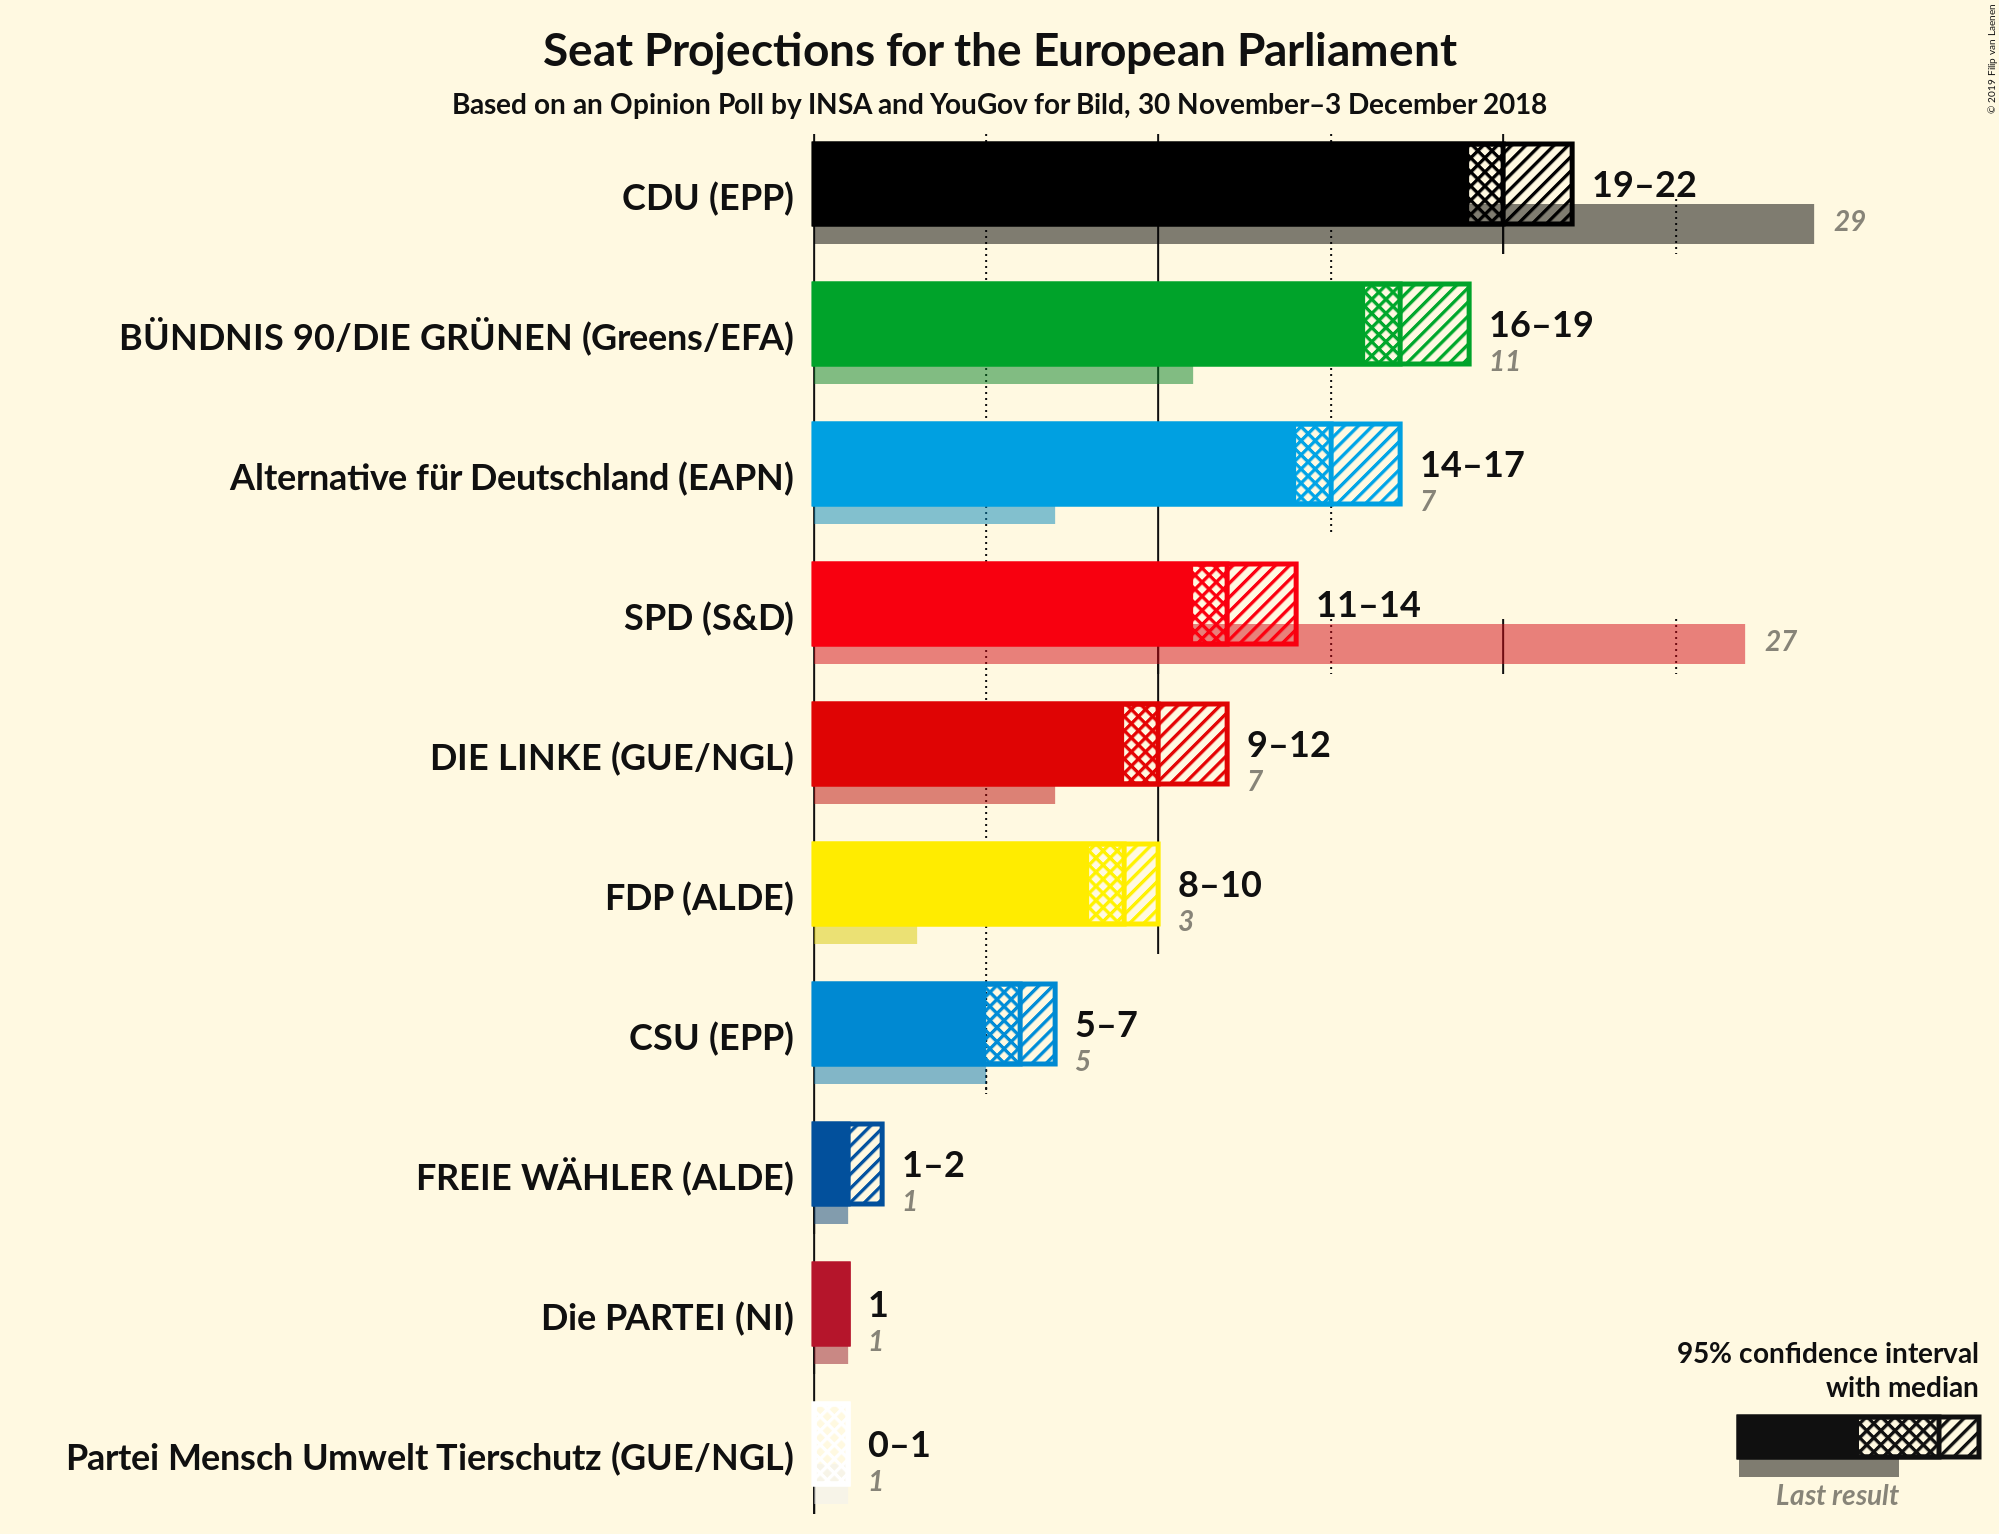 Seat Projections for the European Parliament
Based on an Opinion Poll by INSA and YouGov for Bild, 30 November–3 December 2018
© 2019 Filip van Laenen
CDU (EPP)
19–22
29
BÜNDNIS 90/DIE GRÜNEN (Greens/EFA)
16–19
11
Alternative für Deutschland (EAPN)
14–17
7
SPD (S&D)
11–14
27
DIE LINKE (GUE/NGL)
9–12
7
FDP (ALDE)
8–10
3
CSU (EPP)
5–7
5
FREIE WÄHLER (ALDE)
1–2
1
Die PARTEI (NI)
1
1
Partei Mensch Umwelt Tierschutz (GUE/NGL)
0–1
1
95% confidence interval
with median
Last result